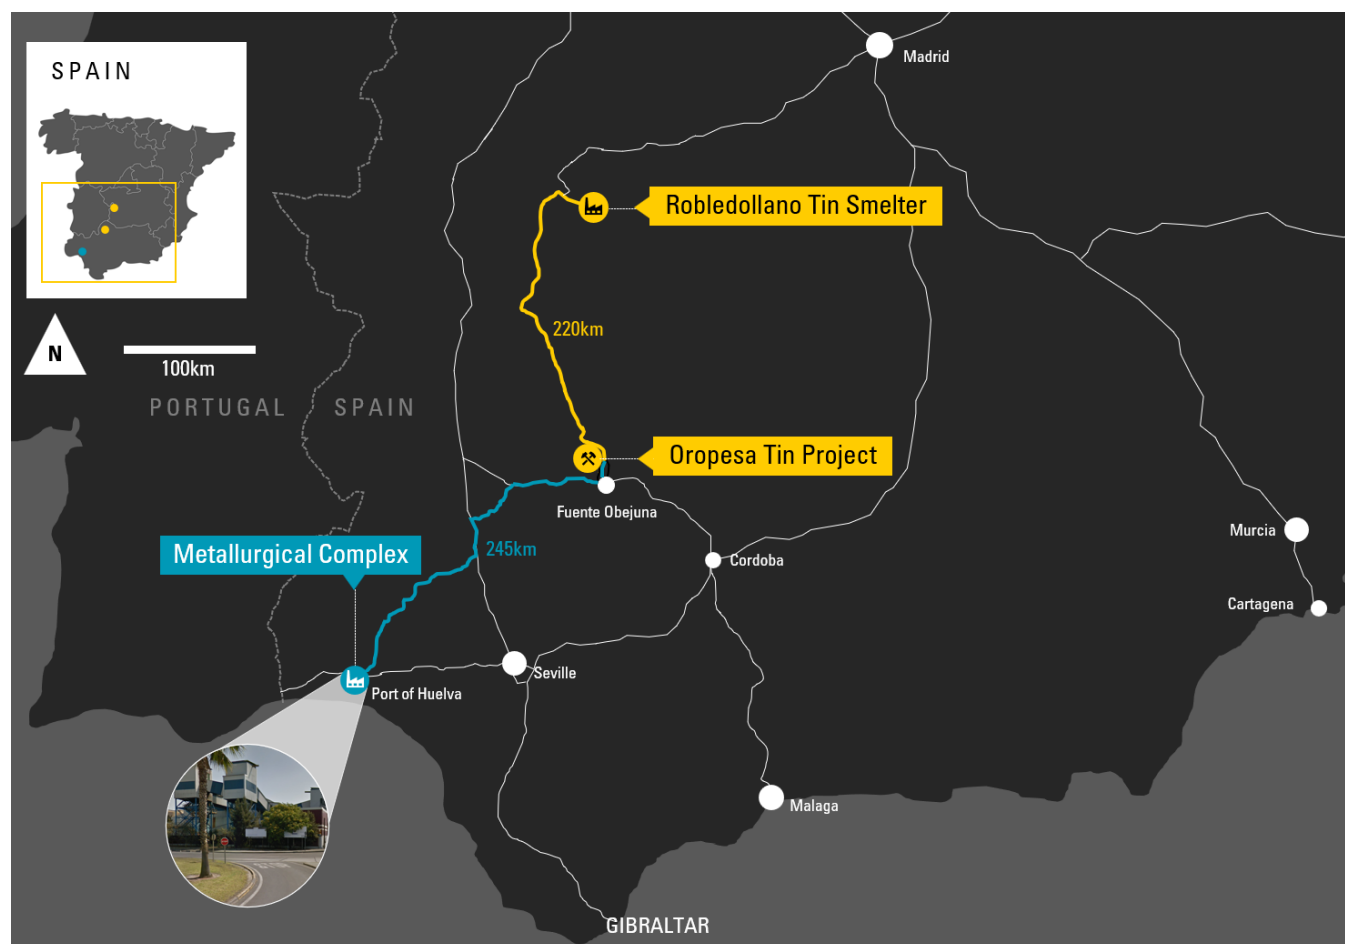 SPAIN
Madrid
Robledollano Tin Smelter
N
220km
100km
PORTUGAL
SPAIN
Oropesa Tin Project
Fuente Obejuna
Murcia
Metallurgical Complex
245km
Cordoba
Cartagena
Seville
Port of Huelva
Malaga
GIBRALTAR